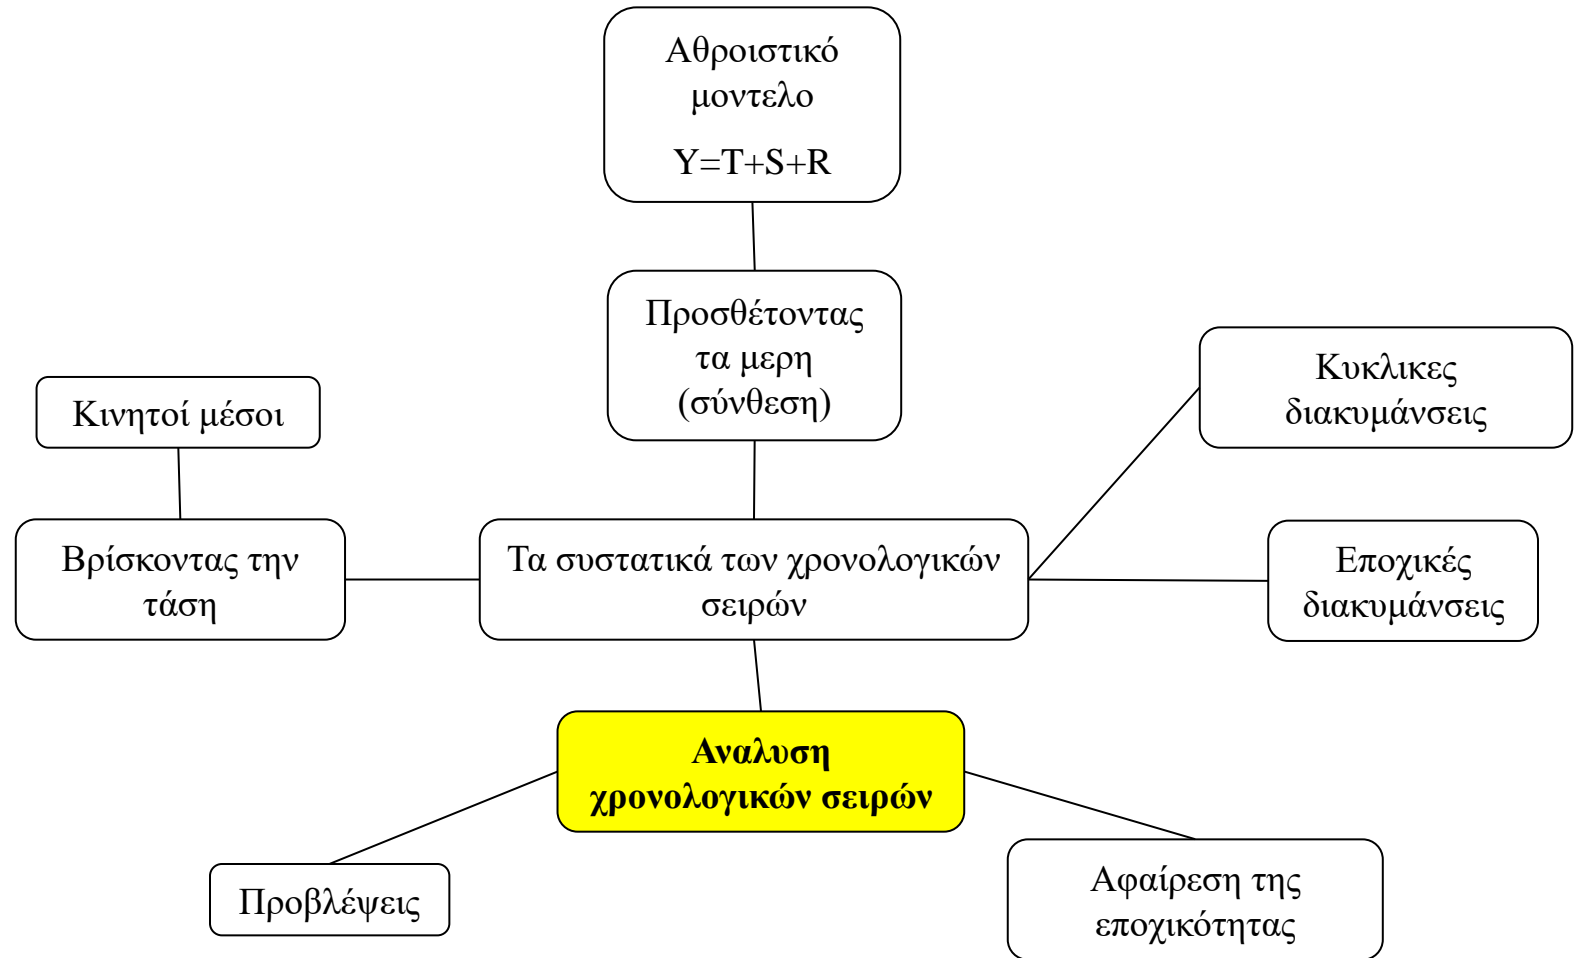 Αθροιστικό
μοντελο
Y=T+S+R
Προσθέτοντας
τα μερη
(σύνθεση)
Κυκλικες
διακυμάνσεις
Κινητοί μέσοι
Βρίσκοντας την
τάση
Τα συστατικά των χρονολογικών
σειρών
Εποχικές
διακυμάνσεις
Αναλυση
χρονολογικών σειρών
Προβλέψεις
Αφαίρεση της
εποχικότητας